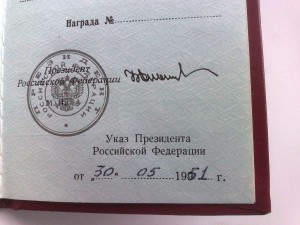 Награда №
Президент
Российской Федерации
М.П.
Указ Президента
Российской Федерации
от "30" 05 1951 г.